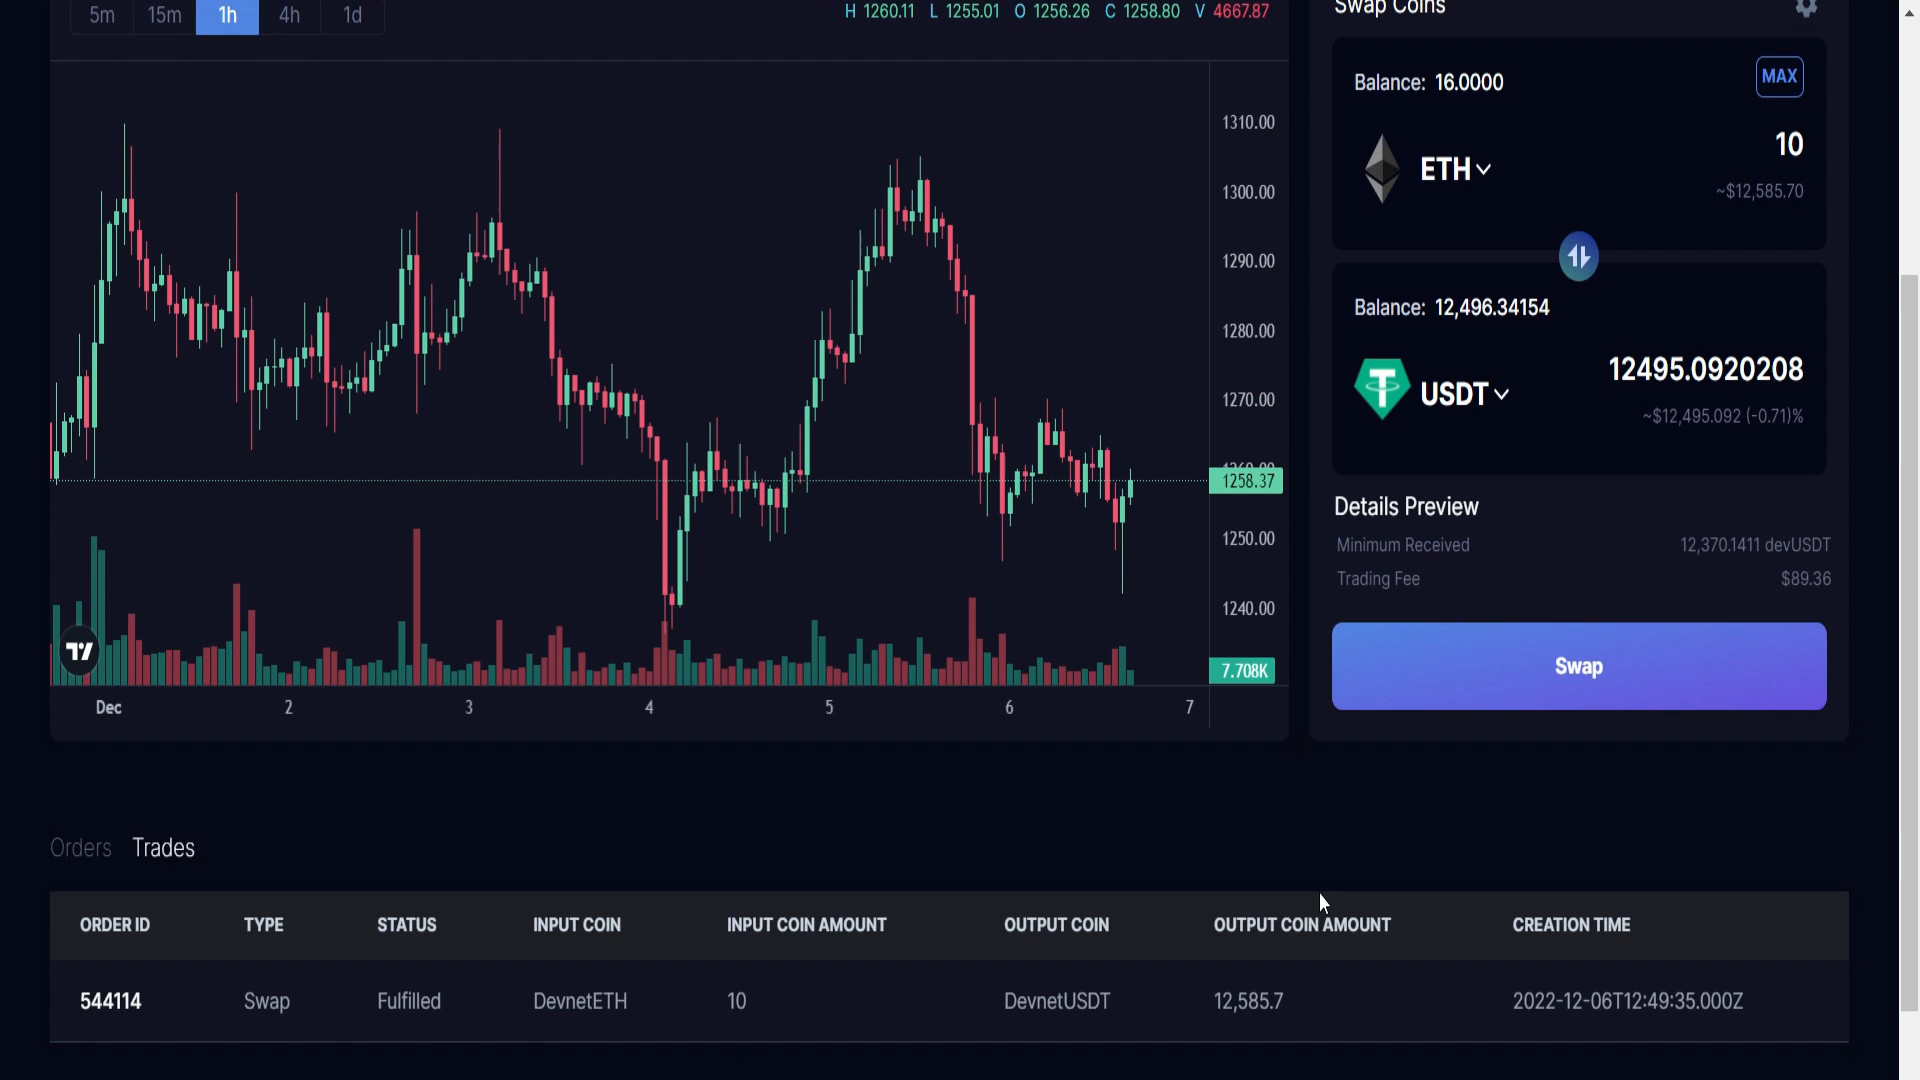 5m 15m 1h 4h 1d
H 1260.11 L 1255.01 O 1256.26 C 1258.80 V 4667.87
1310.00
1300.00
1290.00
1280.00
1270.00
1260.00
1258.37
1250.00
1240.00
7.708K
Dec 2 3 4 5 6 7
Swap Coins
Balance: 16.0000
MAX
ETH
10
~$12,585.70
Balance: 12,496.34154
USDT
12495.0920208
~$12,495.092 (-0.71)%
Details Preview
Minimum Received 12,370.1411 devUSDT
Trading Fee $89.36
Swap
Orders Trades
ORDER ID TYPE STATUS INPUT COIN INPUT COIN AMOUNT OUTPUT COIN OUTPUT COIN AMOUNT CREATION TIME
544114 Swap Fulfilled DevnetETH 10 DevnetUSDT 12,585.7 2022-12-06T12:49:35.000Z